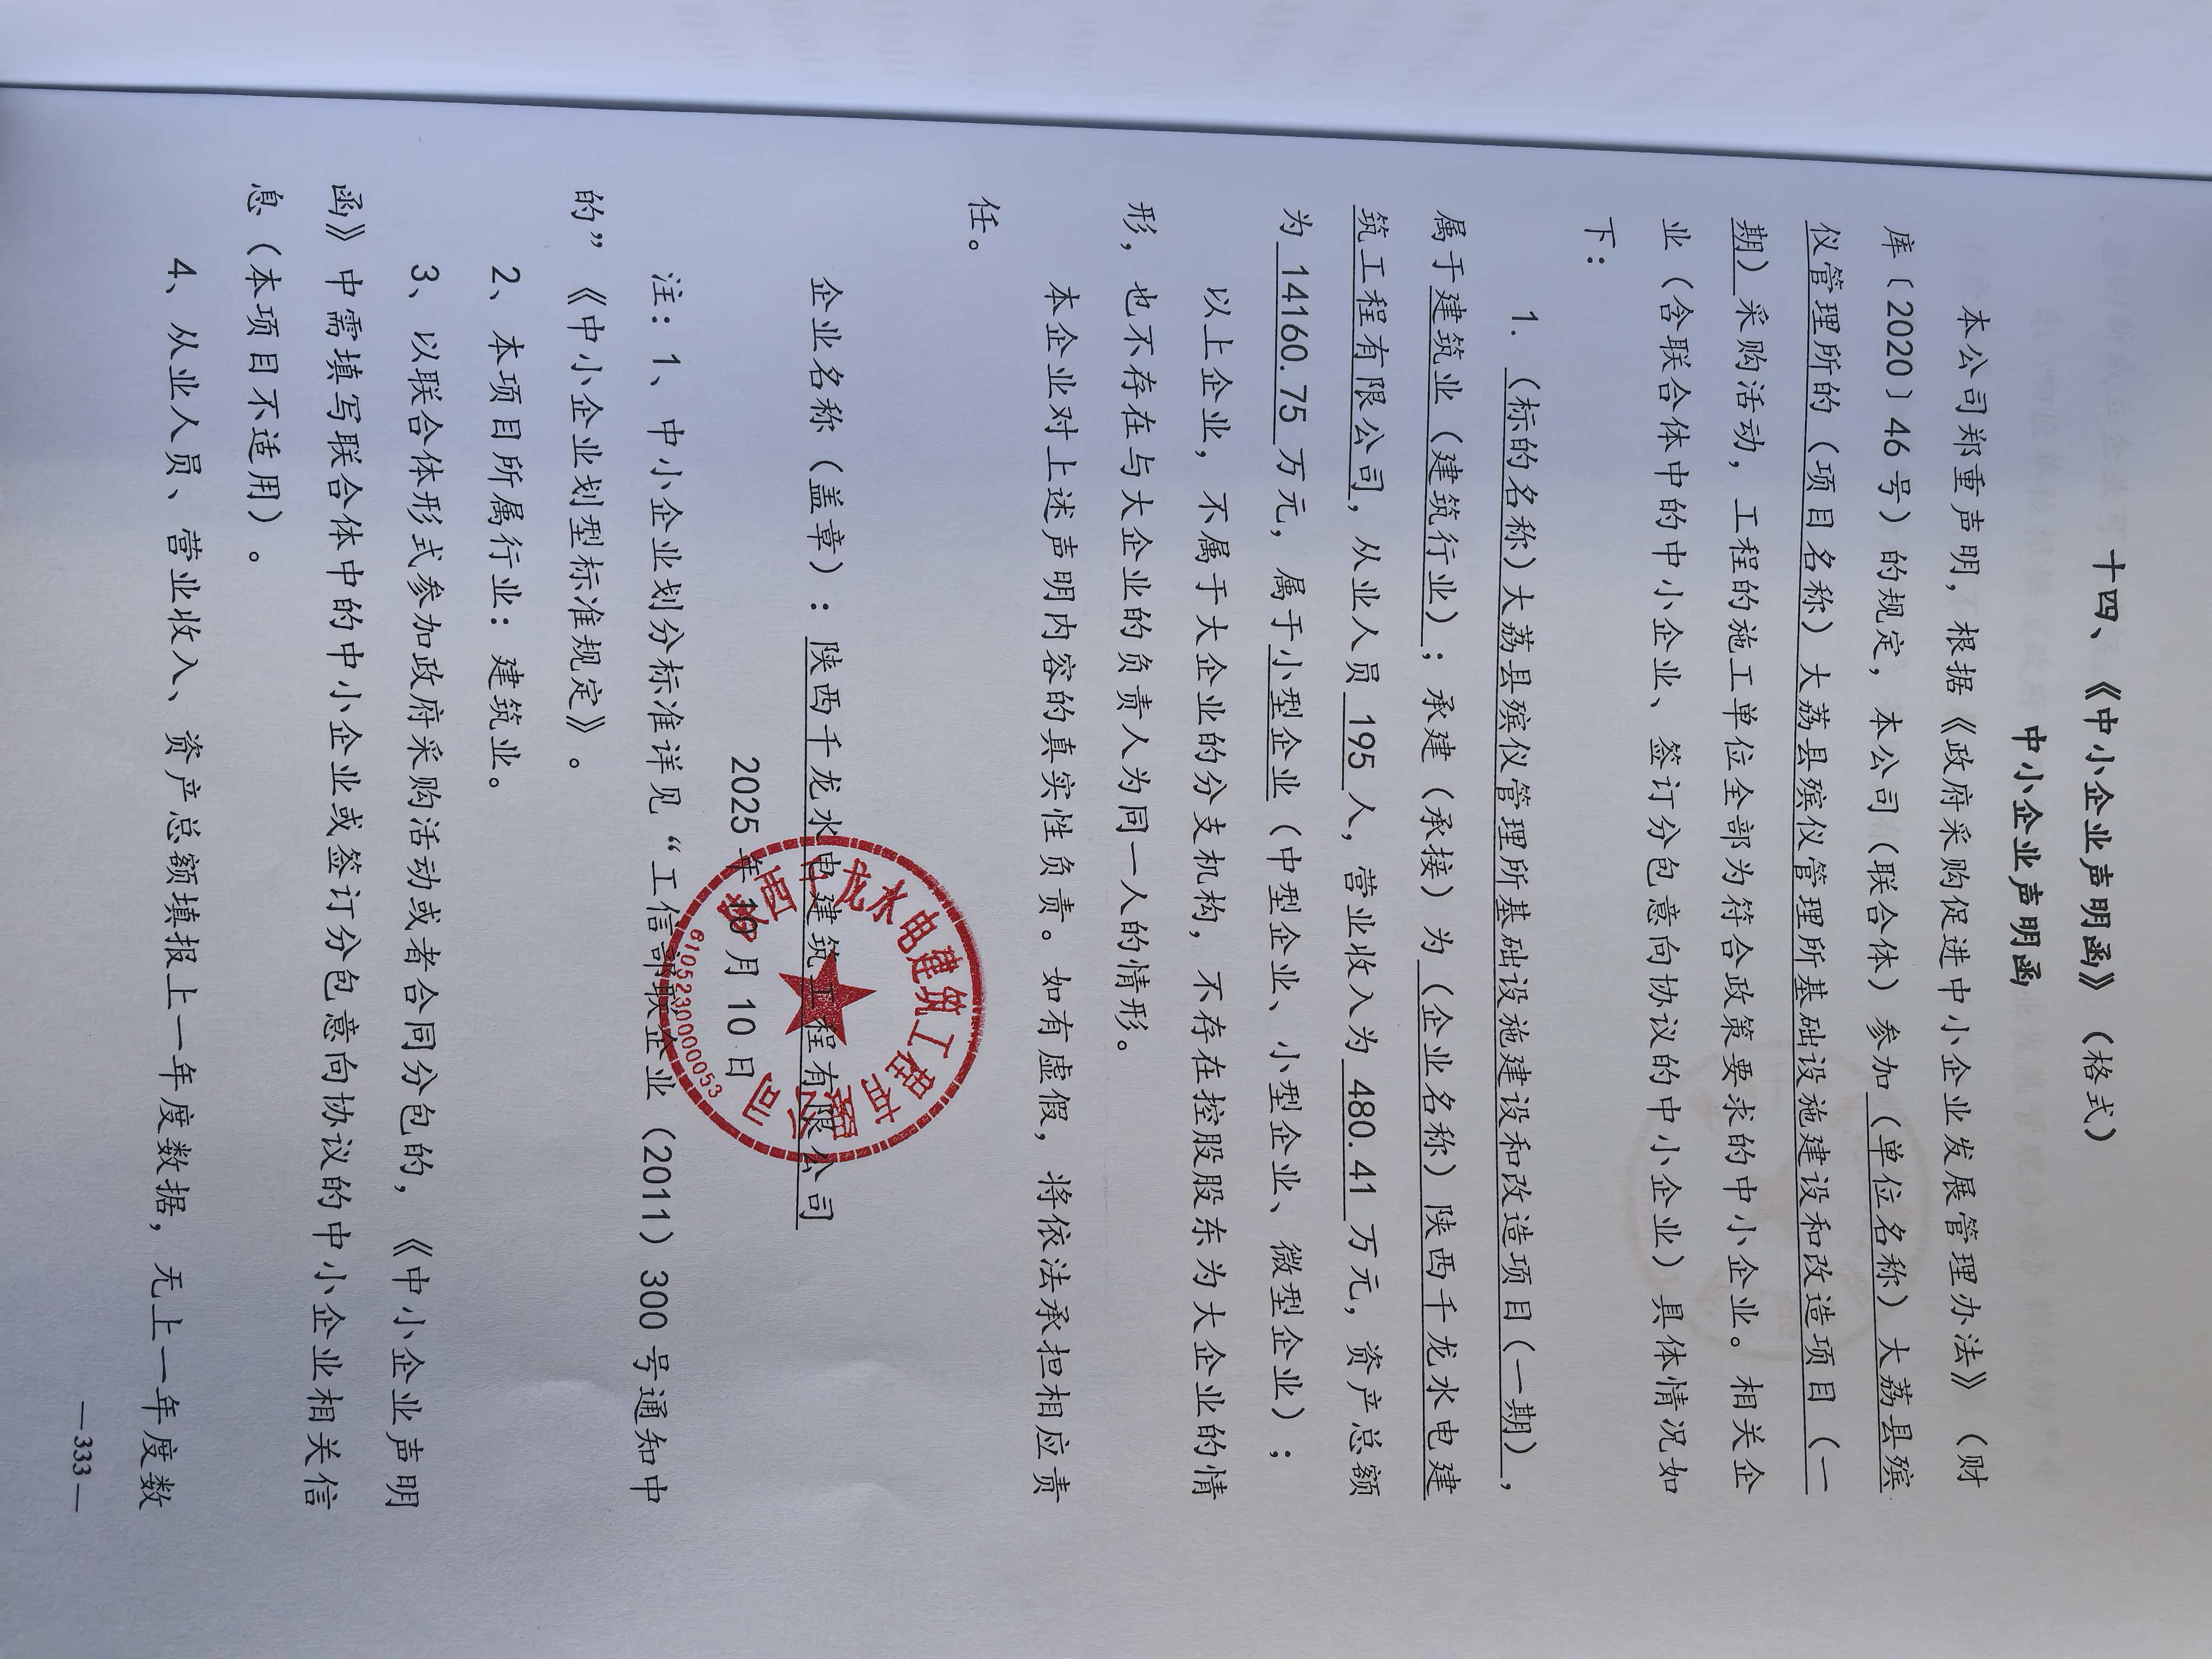 十四、《中小企业声明函》（格式）
中小企业声明函
本公司郑重声明，根据《政府采购促进中小企业发展管理办法》（财
库〔2020〕46号）的规定，本公司（联合体）参加（单位名称）大荔县殡
仪管理所的（项目名称）大荔县殡仪管理所基础设施建设和改造项目（一
期）采购活动，工程的施工单位全部为符合政策要求的中小企业。相关企
业（含联合体中的中小企业、签订分包意向协议的中小企业）具体情况如
下：
1. （标的名称）大荔县殡仪管理所基础设施建设和改造项目（一期），
属于建筑业（建筑行业）；承建（承接）为（企业名称）陕西千龙水电建
筑工程有限公司，从业人员 195 人，营业收入为 480.41 万元，资产总额
为 14160.75 万元，属于小型企业（中型企业、小型企业、微型企业）；
以上企业，不属于大企业的分支机构，不存在控股股东为大企业的情
形，也不存在与大企业的负责人为同一人的情形。
本企业对上述声明内容的真实性负责。如有虚假，将依法承担相应责
任。
企业名称（盖章）：陕西千龙水电建筑工程有限公司
2025年10月10日
陕西千龙水电建筑工程有限公司
6105230000053
注：1、中小企业划分标准详见“工信部联企业（2011）300号通知中
的”《中小企业划型标准规定》。
2、本项目所属行业：建筑业。
3、以联合体形式参加政府采购活动或者合同分包的，《中小企业声明
函》中需填写联合体中的中小企业或签订分包意向协议的中小企业相关信
息（本项目不适用）。
4、从业人员、营业收入、资产总额填报上一年度数据，无上一年度数
—333—